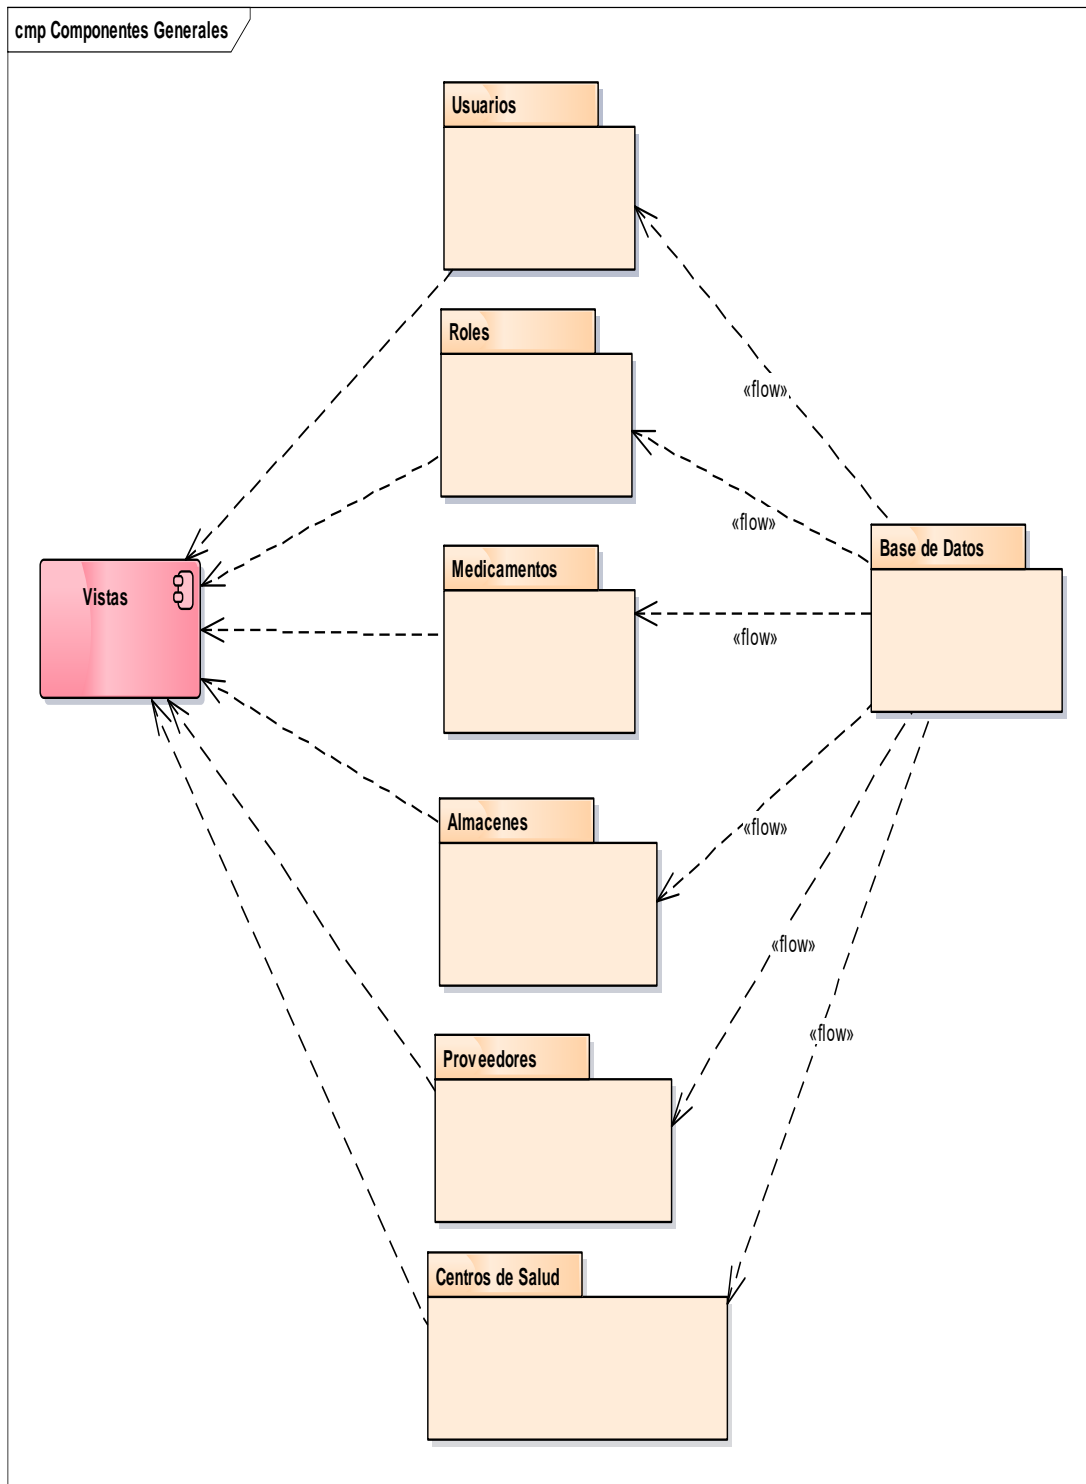 cmp Componentes Generales
Usuarios
Roles
«flow»
«flow»
Base de Datos
Medicamentos
Vistas
«flow»
Almacenes
«flow»
«flow»
Proveedores
«flow»
Centros de Salud